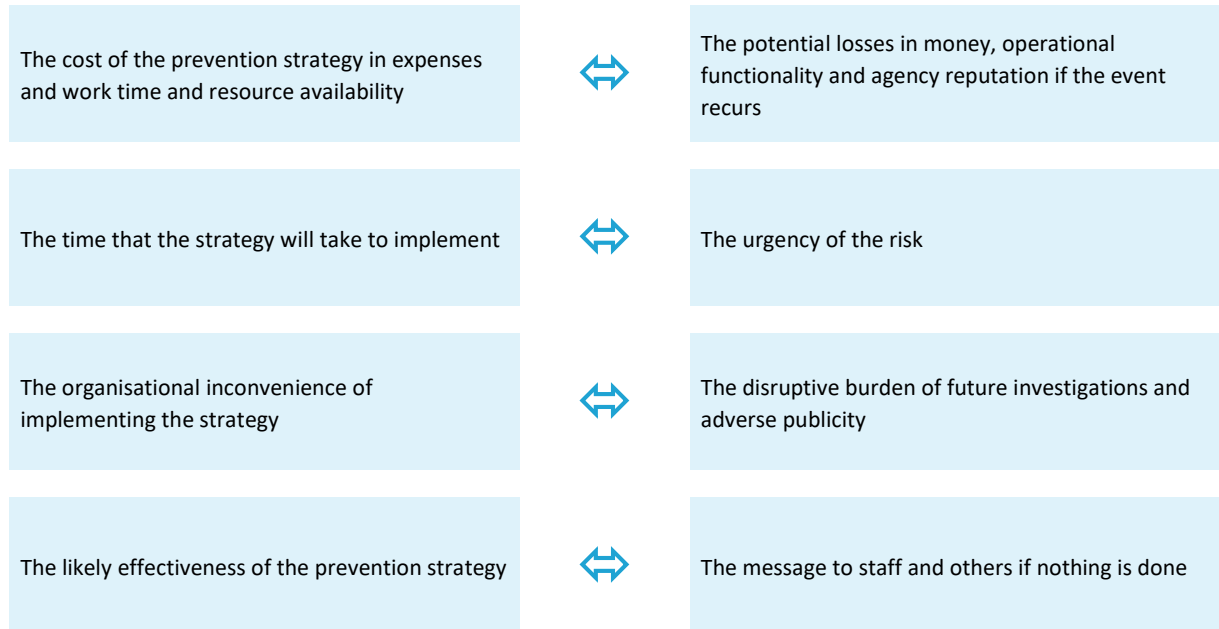 The cost of the prevention strategy in expenses
and work time and resource availability
The potential losses in money, operational
functionality and agency reputation if the event
recurs
The time that the strategy will take to implement
The urgency of the risk
The organisational inconvenience of
implementing the strategy
The disruptive burden of future investigations and
adverse publicity
The likely effectiveness of the prevention strategy
The message to staff and others if nothing is done